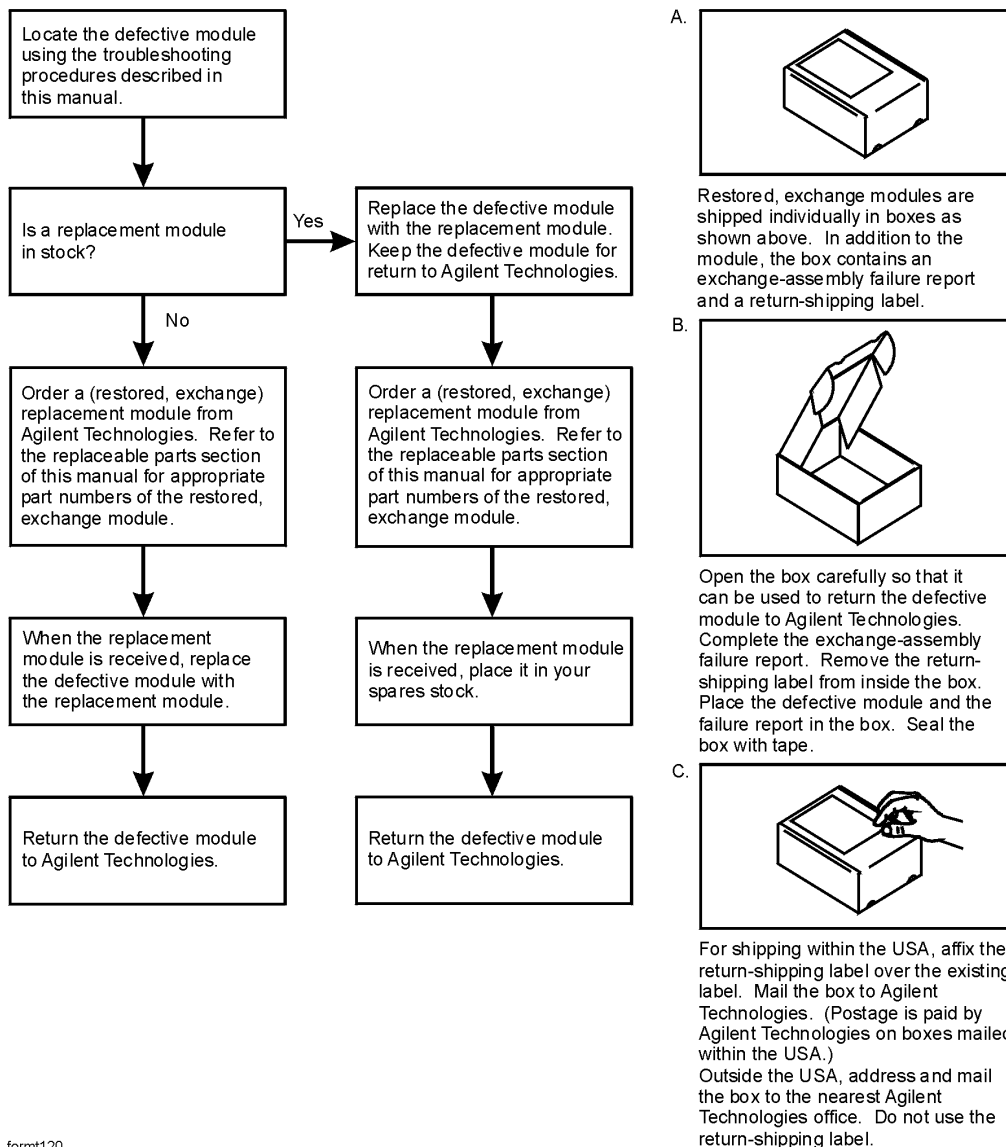 Locate the defective module
using the troubleshooting
procedures described in
this manual.
Is a replacement module
in stock?
Yes
No
Replace the defective module
with the replacement module.
Keep the defective module for
return to Agilent Technologies.
Order a (restored, exchange)
replacement module from
Agilent Technologies. Refer to
the replaceable parts section
of this manual for appropriate
part numbers of the restored,
exchange module.
Order a (restored, exchange)
replacement module from
Agilent Technologies. Refer to
the replaceable parts section
of this manual for appropriate
part numbers of the restored,
exchange module.
When the replacement
module is received, replace
the defective module with
the replacement module.
When the replacement module
is received, place it in your
spares stock.
Return the defective module
to Agilent Technologies.
Return the defective module
to Agilent Technologies.
A.
Restored, exchange modules are
shipped individually in boxes as
shown above. In addition to the
module, the box contains an
exchange-assembly failure report
and a return-shipping label.
B.
Open the box carefully so that it
can be used to return the defective
module to Agilent Technologies.
Complete the exchange-assembly
failure report. Remove the return-
shipping label from inside the box.
Place the defective module and the
failure report in the box. Seal the
box with tape.
C.
For shipping within the USA, affix the
return-shipping label over the existing
label. Mail the box to Agilent
Technologies. (Postage is paid by
Agilent Technologies on boxes mailed
within the USA.)
Outside the USA, address and mail
the box to the nearest Agilent
Technologies office. Do not use the
return-shipping label.